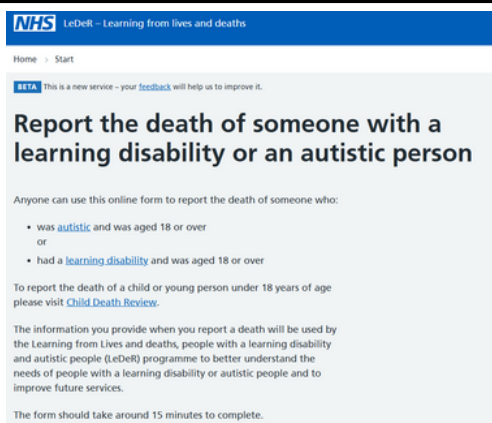 NHS LeDeR – Learning from lives and deaths
Home > Start
BETA This is a new service – your feedback will help us to improve it.
Report the death of someone with a
learning disability or an autistic person
Anyone can use this online form to report the death of someone who:
• was autistic and was aged 18 or over
or
• had a learning disability and was aged 18 or over
To report the death of a child or young person under 18 years of age
please visit Child Death Review.
The information you provide when you report a death will be used by
the Learning from Lives and deaths, people with a learning disability
and autistic people (LeDeR) programme to better understand the
needs of people with a learning disability or autistic people and to
improve future services.
The form should take around 15 minutes to complete.